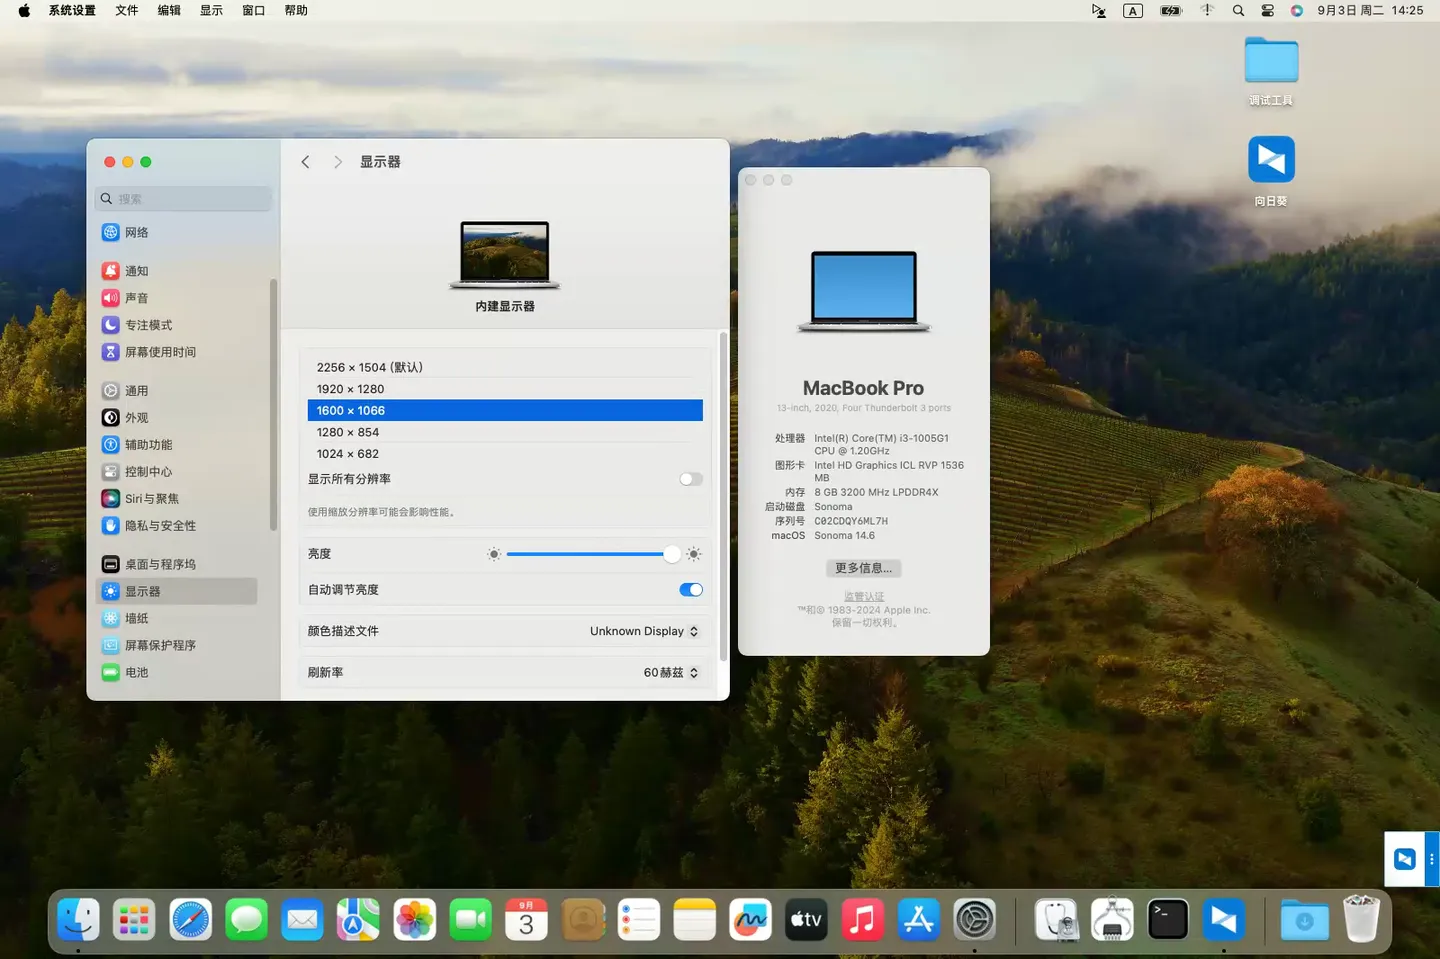 系统设置 文件 编辑 显示 窗口 帮助 A 9月3日 周二 14:25
调试工具
向日葵
搜索
网络
通知
声音
专注模式
屏幕使用时间
通用
外观
辅助功能
控制中心
Siri与聚焦
隐私与安全性
桌面与程序坞
显示器
墙纸
屏幕保护程序
电池
显示器
内建显示器
2256 × 1504 (默认)
1920 × 1280
1600 × 1066
1280 × 854
1024 × 682
显示所有分辨率
使用缩放分辨率可能会影响性能。
亮度
自动调节亮度
颜色描述文件 Unknown Display
刷新率 60赫兹
MacBook Pro
13-inch, 2020, Four Thunderbolt 3 ports
处理器 Intel(R) Core(TM) i3-1005G1
CPU @ 1.20GHz
图形卡 Intel HD Graphics ICL RVP 1536
MB
内存 8 GB 3200 MHz LPDDR4X
启动磁盘 Sonoma
序列号 C02CDQY6ML7H
macOS Sonoma 14.6
更多信息...
监管认证
™和© 1983-2024 Apple Inc.
保留一切权利。
9月
3
tv
>_